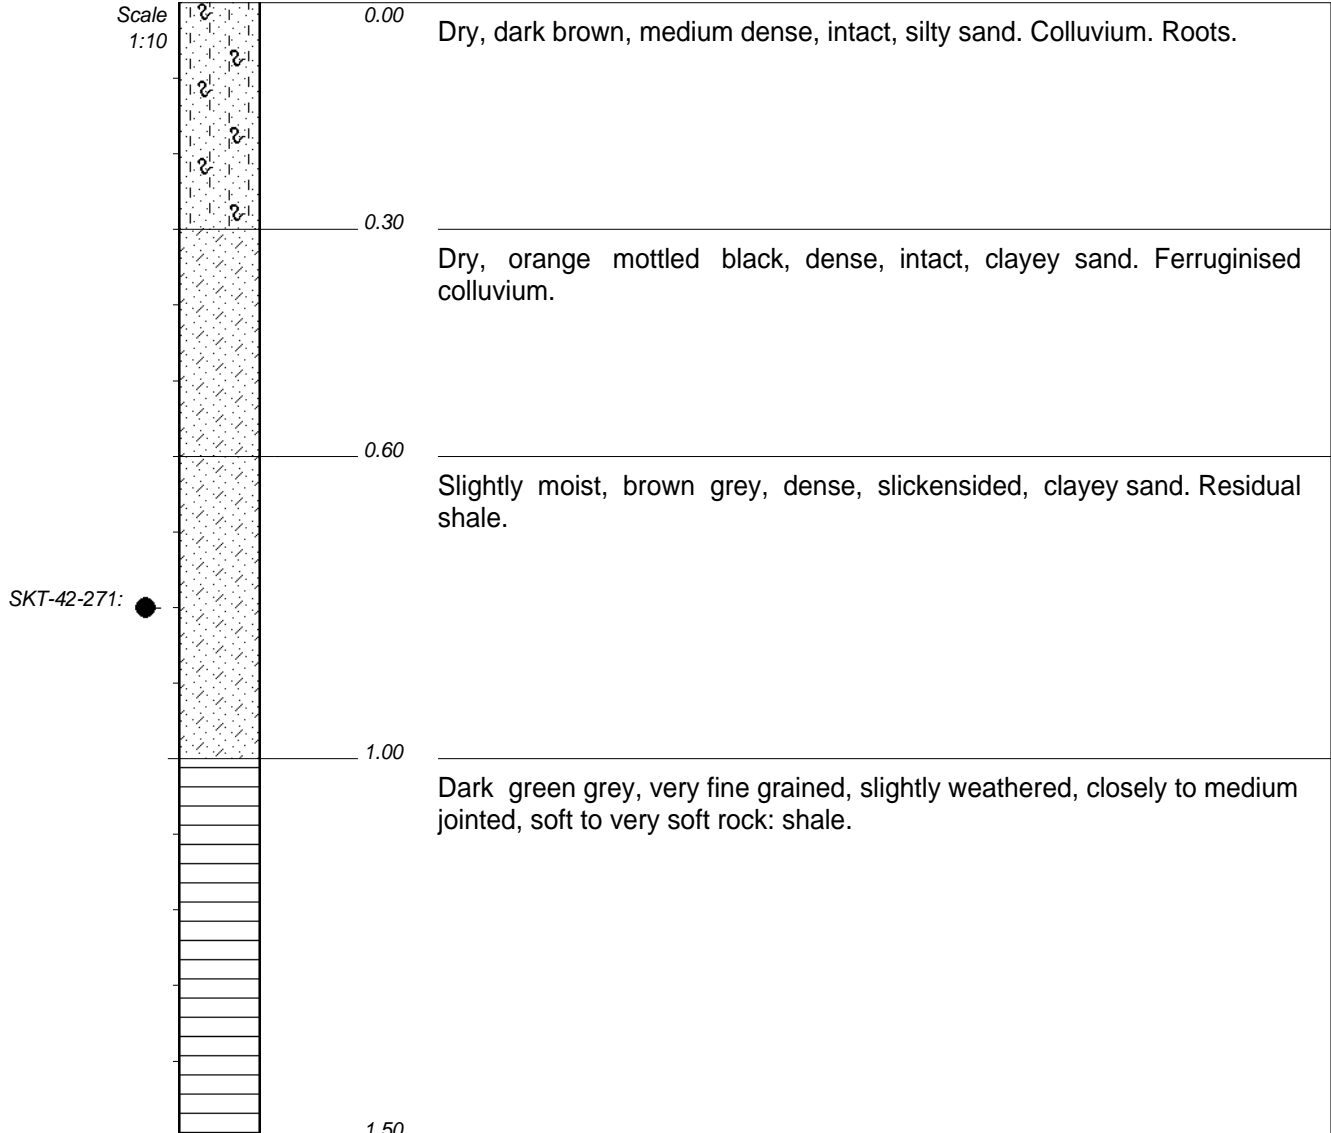 Scale
1:10
0.00
Dry, dark brown, medium dense, intact, silty sand. Colluvium. Roots.
0.30
Dry, orange mottled black, dense, intact, clayey sand. Ferruginised
colluvium.
0.60
Slightly moist, brown grey, dense, slickensided, clayey sand. Residual
shale.
SKT-42-271:
1.00
Dark green grey, very fine grained, slightly weathered, closely to medium
jointed, soft to very soft rock: shale.
1.50